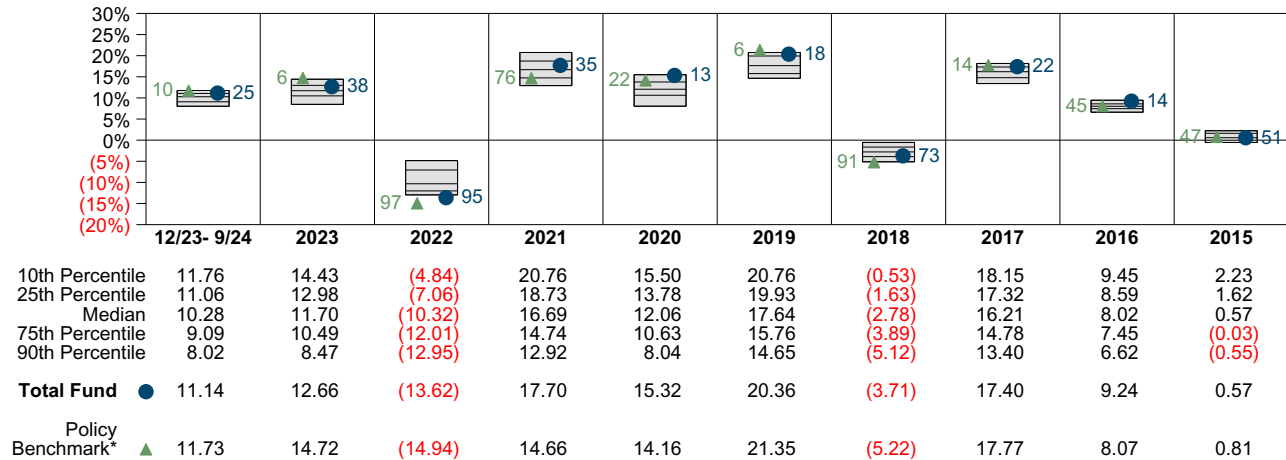 30%
25%
20%
15%
10%
5%
0%
(5%)
(10%)
(15%)
(20%)
10 25 6 38 97 95 76 35 22 13 6 18 91 73 14 22 45 14 47 51
12/23- 9/24 2023 2022 2021 2020 2019 2018 2017 2016 2015
10th Percentile 11.76 14.43 (4.84) 20.76 15.50 20.76 (0.53) 18.15 9.45 2.23
25th Percentile 11.06 12.98 (7.06) 18.73 13.78 19.93 (1.63) 17.32 8.59 1.62
Median 10.28 11.70 (10.32) 16.69 12.06 17.64 (2.78) 16.21 8.02 0.57
75th Percentile 9.09 10.49 (12.01) 14.74 10.63 15.76 (3.89) 14.78 7.45 (0.03)
90th Percentile 8.02 8.47 (12.95) 12.92 8.04 14.65 (5.12) 13.40 6.62 (0.55)
Total Fund 11.14 12.66 (13.62) 17.70 15.32 20.36 (3.71) 17.40 9.24 0.57
Policy
Benchmark* 11.73 14.72 (14.94) 14.66 14.16 21.35 (5.22) 17.77 8.07 0.81